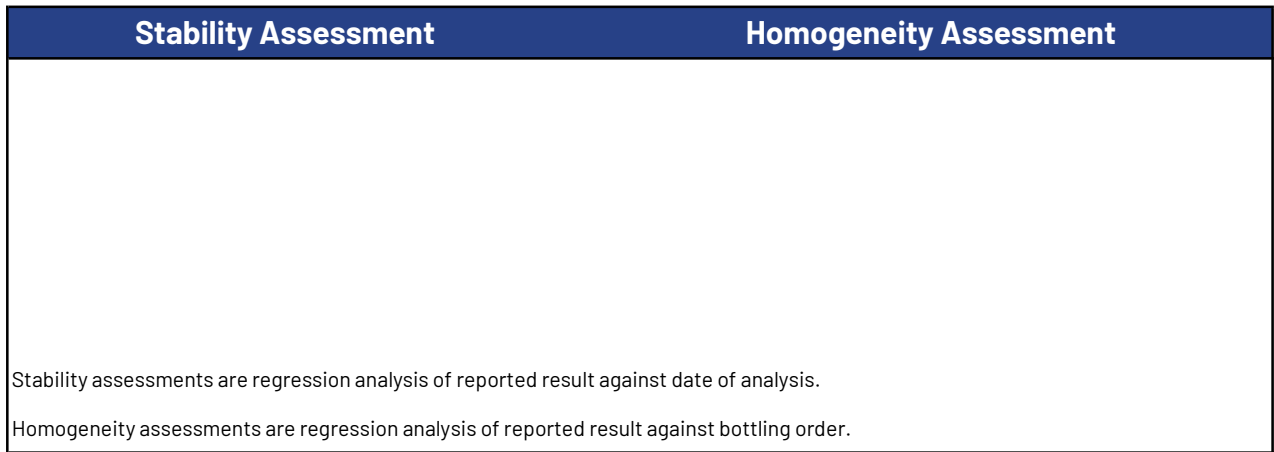 Stability Assessment
Homogeneity Assessment
Stability assessments are regression analysis of reported result against date of analysis.
Homogeneity assessments are regression analysis of reported result against bottling order.